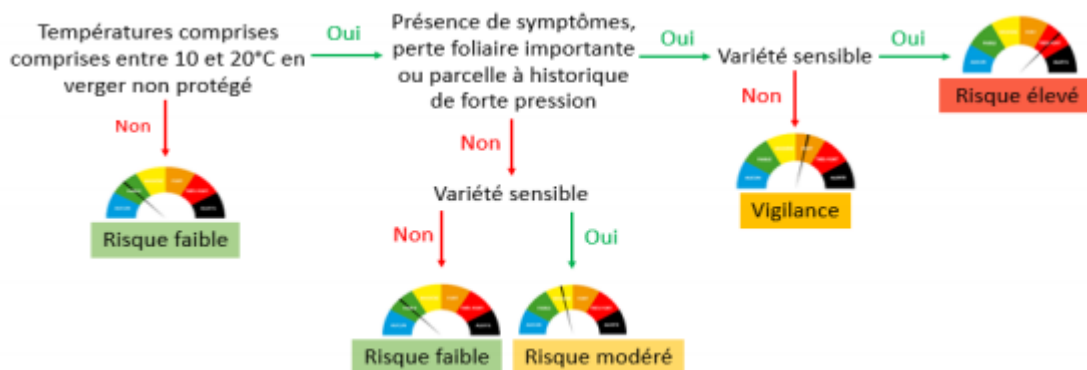 Températures comprises
comprises entre 10 et 20°C en
verger non protégé
Oui
Présence de symptômes,
perte foliaire importante
ou parcelle à historique
de forte pression
Oui
Variété sensible
Oui
Risque élevé
Non
Risque faible
Non
Variété sensible
Non
Vigilance
Non
Risque faible
Oui
Risque modéré